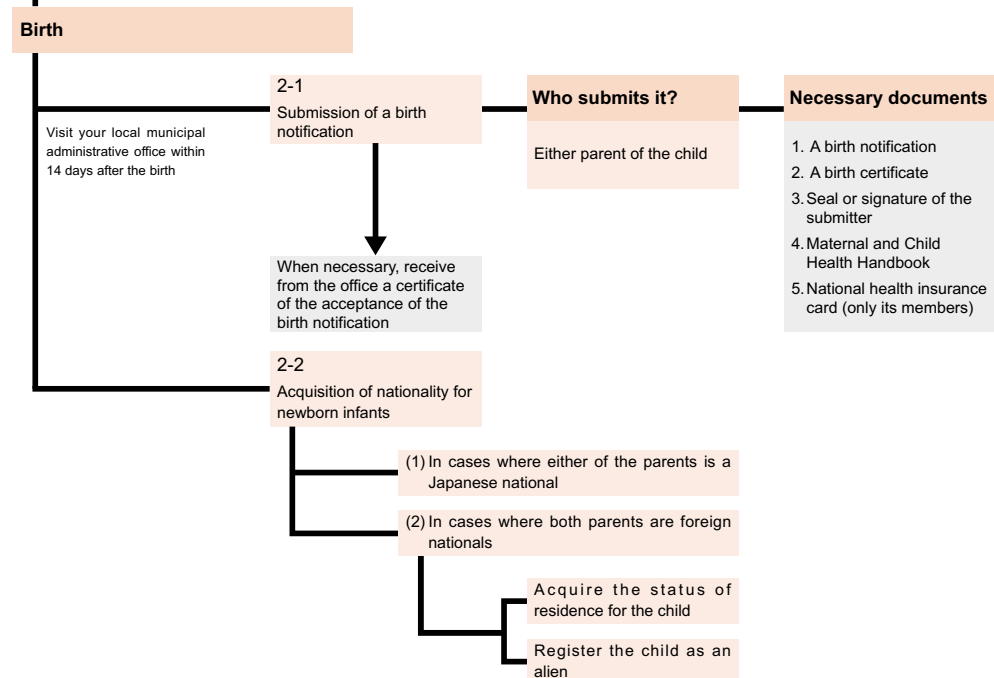 Birth
Visit your local municipal
administrative office within
14 days after the birth
2-1
Submission of a birth
notification
Who submits it?
Either parent of the child
Necessary documents
1. A birth notification
2. A birth certificate
3. Seal or signature of the
submitter
4. Maternal and Child
Health Handbook
5. National health insurance
card (only its members)
When necessary, receive
from the office a certificate
of the acceptance of the
birth notification
2-2
Acquisition of nationality for
newborn infants
(1) In cases where either of the parents is a
Japanese national
(2) In cases where both parents are foreign
nationals
Acquire the status of
residence for the child
Register the child as an
alien